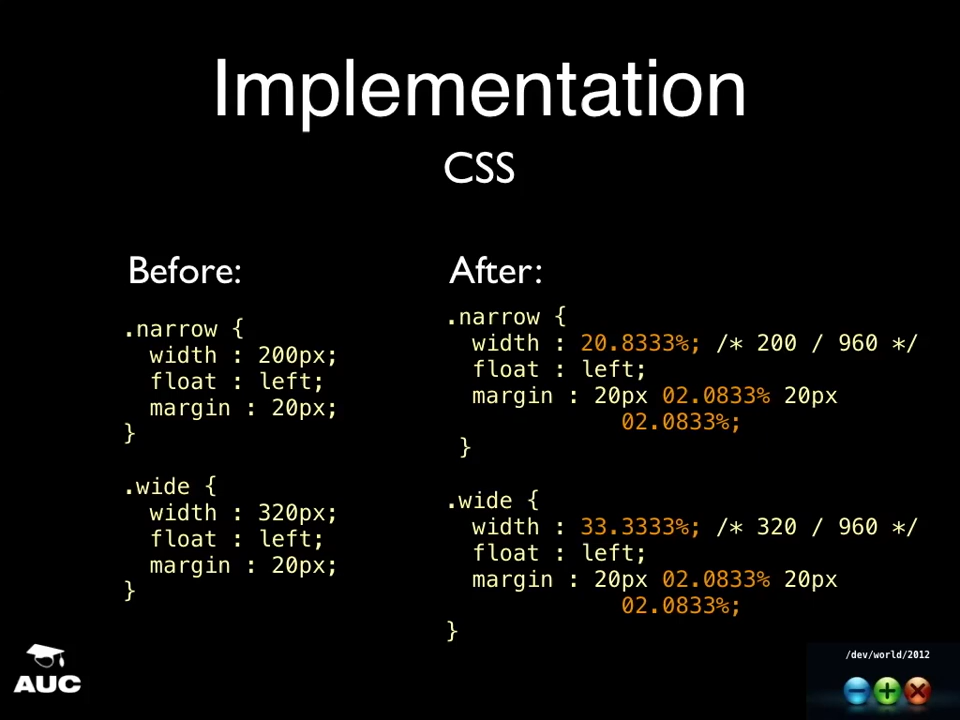 Implementation
CSS
Before:
.narrow {
  width : 200px;
  float : left;
  margin : 20px;
}
.wide {
  width : 320px;
  float : left;
  margin : 20px;
}
After:
.narrow {
  width : 20.8333%; /* 200 / 960 */
  float : left;
  margin : 20px 02.0833% 20px
             02.0833%;
 }
.wide {
  width : 33.3333%; /* 320 / 960 */
  float : left;
  margin : 20px 02.0833% 20px
             02.0833%;
}
AUC
/dev/world/2012